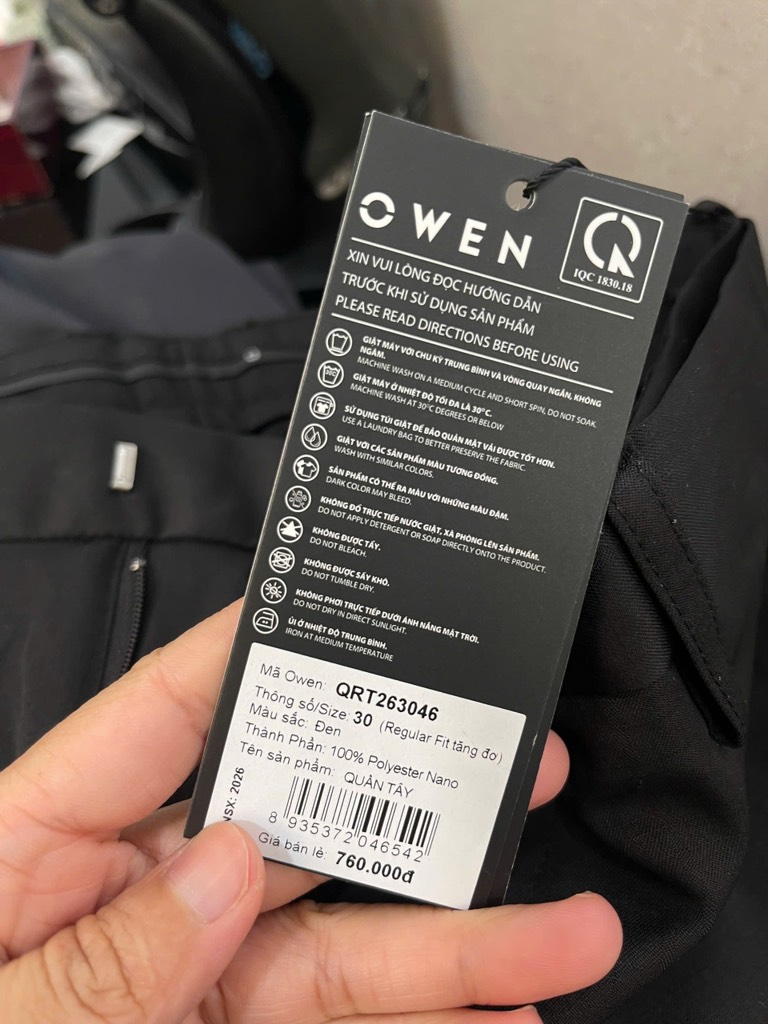 OWEN
IQC 1830.18
XIN VUI LÒNG ĐỌC HƯỚNG DẪN
TRƯỚC KHI SỬ DỤNG SẢN PHẨM
PLEASE READ DIRECTIONS BEFORE USING
GIẶT MÁY VỚI CHU KỲ TRUNG BÌNH VÀ VÒNG QUAY NGẮN, KHÔNG
NGÂM.
MACHINE WASH ON A MEDIUM CYCLE AND SHORT SPIN, DO NOT SOAK.
30C
GIẶT MÁY Ở NHIỆT ĐỘ TỐI ĐA LÀ 30°C.
MACHINE WASH AT 30°C DEGREES OR BELOW
SỬ DỤNG TÚI GIẶT ĐỂ BẢO QUẢN MẶT VẢI ĐƯỢC TỐT HƠN.
USE A LAUNDRY BAG TO BETTER PRESERVE THE FABRIC.
GIẶT VỚI CÁC SẢN PHẨM MÀU TƯƠNG ĐỒNG.
WASH WITH SIMILAR COLORS.
SẢN PHẨM CÓ THỂ RA MÀU VỚI NHỮNG MÀU ĐẬM.
DARK COLOR MAY BLEED.
KHÔNG ĐỔ TRỰC TIẾP NƯỚC GIẶT, XÀ PHÒNG LÊN SẢN PHẨM.
DO NOT APPLY DETERGENT OR SOAP DIRECTLY ONTO THE PRODUCT.
KHÔNG ĐƯỢC TẨY.
DO NOT BLEACH.
KHÔNG ĐƯỢC SẤY KHÔ.
DO NOT TUMBLE DRY.
KHÔNG PHƠI TRỰC TIẾP DƯỚI ÁNH NẮNG MẶT TRỜI.
DO NOT DRY IN DIRECT SUNLIGHT.
ỦI Ở NHIỆT ĐỘ TRUNG BÌNH.
IRON AT MEDIUM TEMPERATURE
Mã Owen: QRT263046
Thông số/Size: 30 (Regular Fit tăng đơ)
Màu sắc: Đen
Thành Phần: 100% Polyester Nano
Tên sản phẩm: QUẦN TÂY
NSX: 2026
8 935372 046542
Giá bán lẻ: 760.000đ